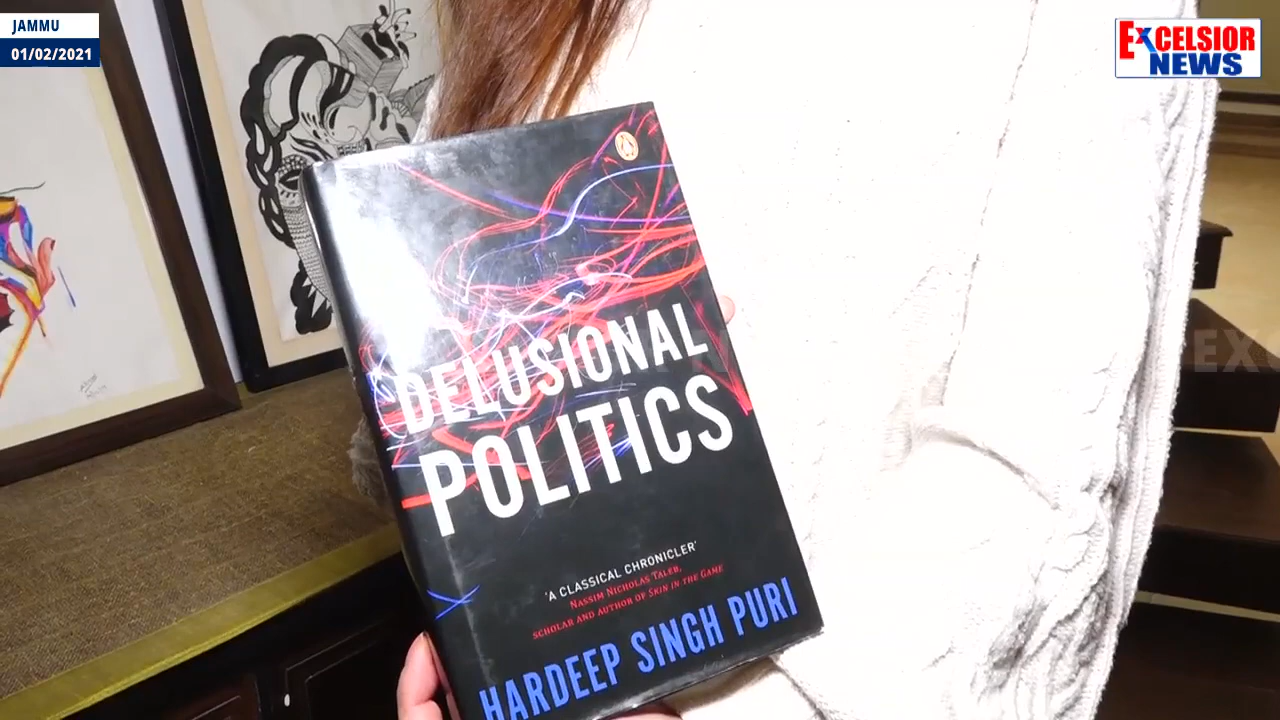 JAMMU
01/02/2021
EXCELSIOR
NEWS
DELUSIONAL
POLITICS
'A CLASSICAL CHRONICLER'
NASSIM NICHOLAS TALEB,
SCHOLAR AND AUTHOR OF SKIN IN THE GAME
HARDEEP SINGH PURI